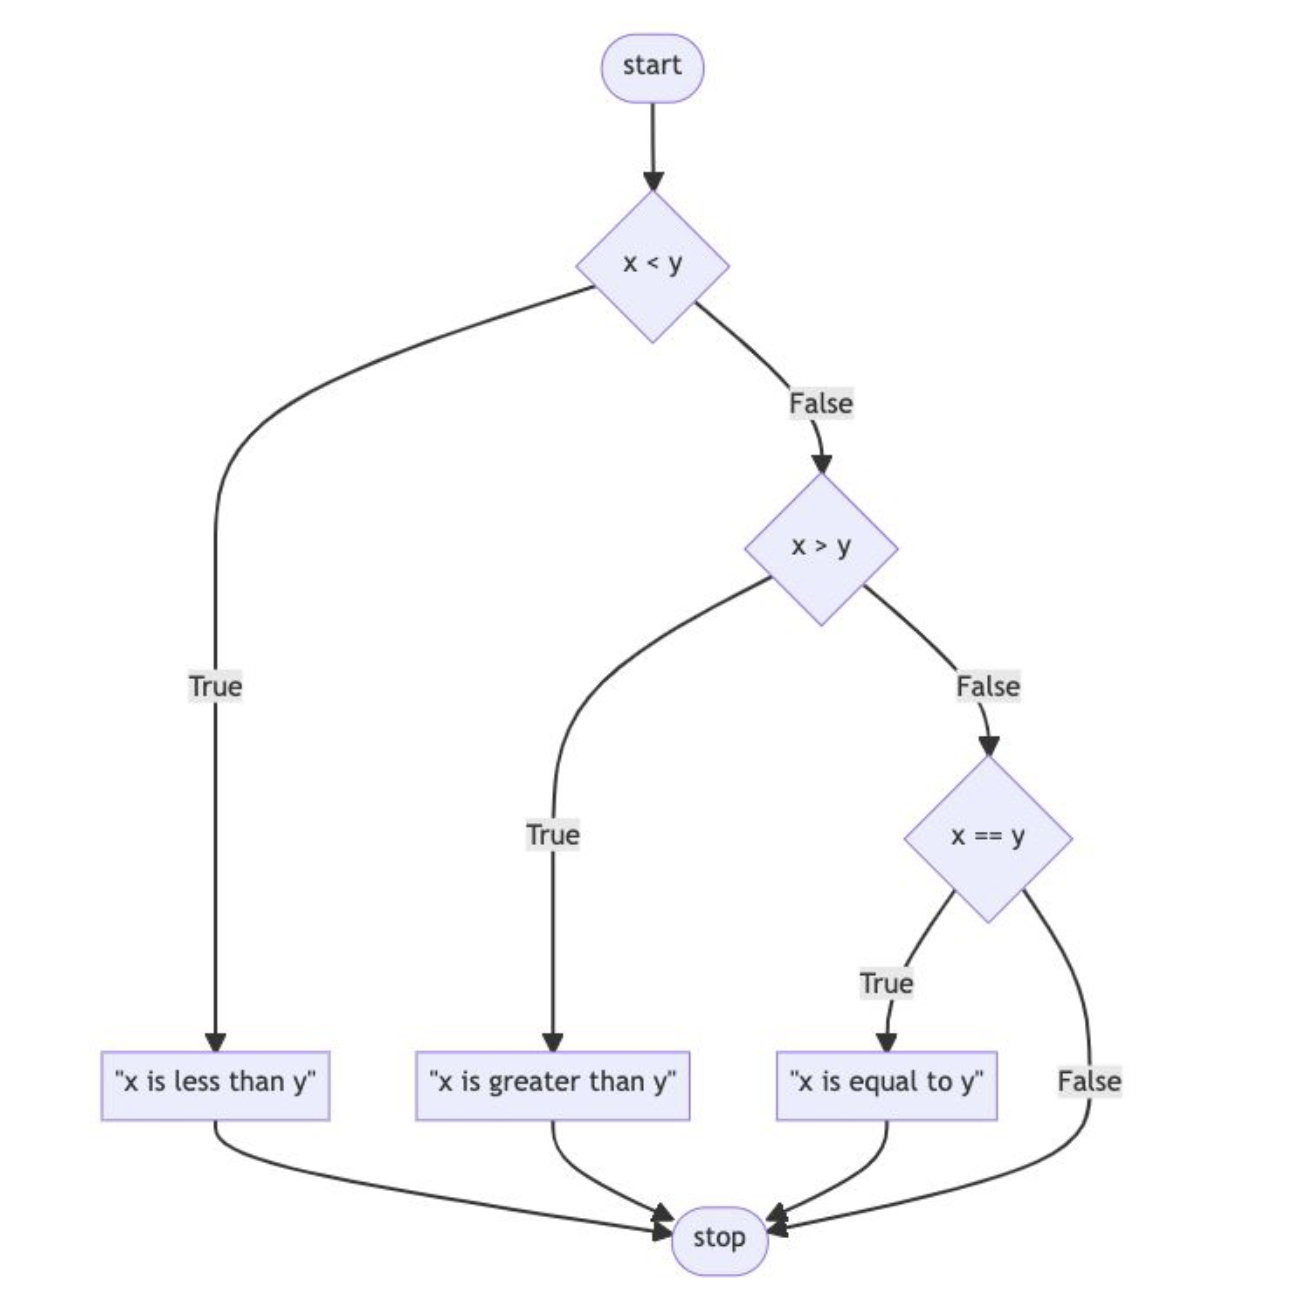 start
x < y
False
x > y
True
False
True
x == y
True
"x is less than y"
"x is greater than y"
"x is equal to y"
False
stop